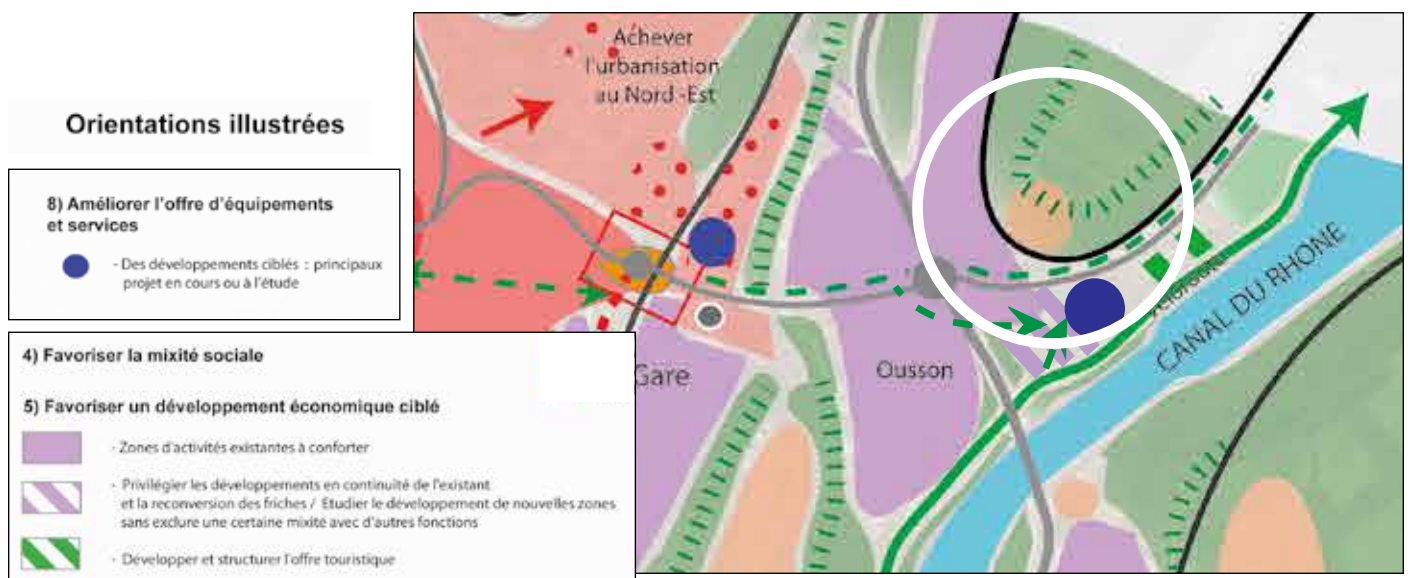 Orientations illustrées
8) Améliorer l'offre d'équipements
et services
- Des développements ciblés : principaux
projet en cours ou à l'étude
4) Favoriser la mixité sociale
5) Favoriser un développement économique ciblé
- Zones d'activités existantes à conforter
- Privilégier les développements en continuité de l'existant
et la reconversion des friches / Etudier le développement de nouvelles zones
sans exclure une certaine mixité avec d'autres fonctions
- Développer et structurer l'offre touristique
Achever
l'urbanisation
au Nord -Est
Gare
Ousson
CANAL DU RHONE